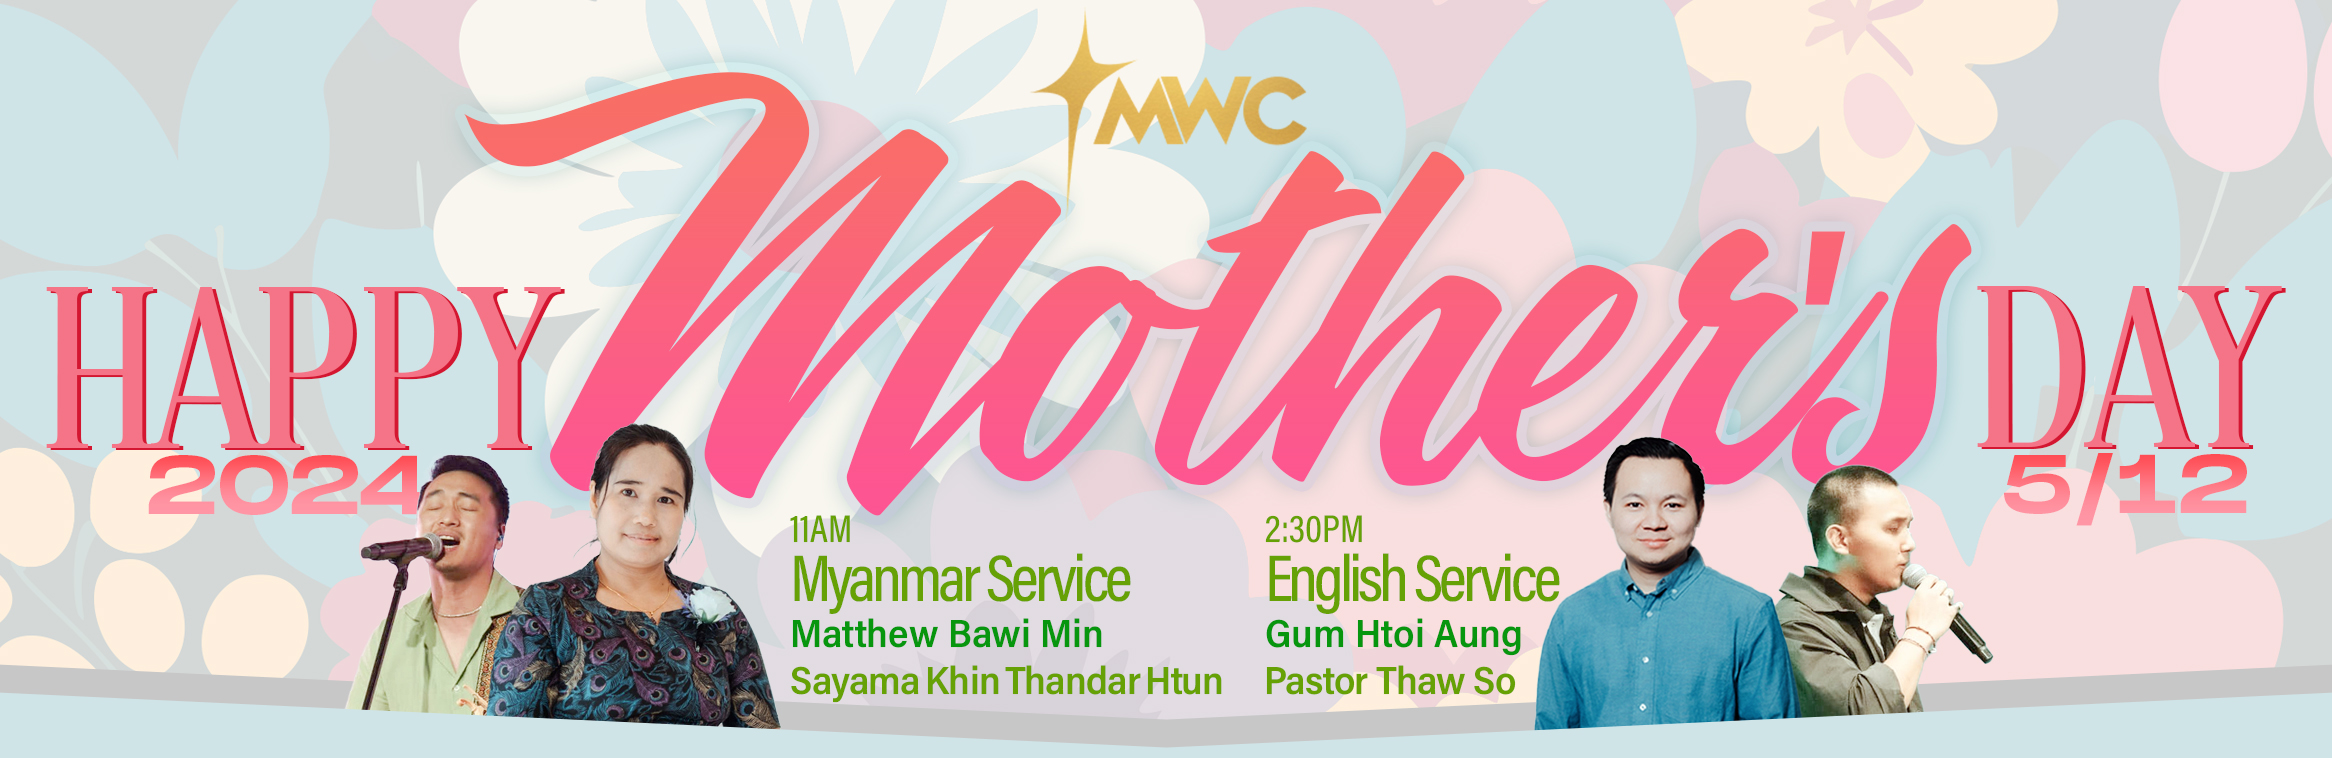 MWC
HAPPY Mother's DAY
2024
5/12
11AM
Myanmar Service
Matthew Bawi Min
Sayama Khin Thandar Htun
2:30PM
English Service
Gum Htoi Aung
Pastor Thaw So